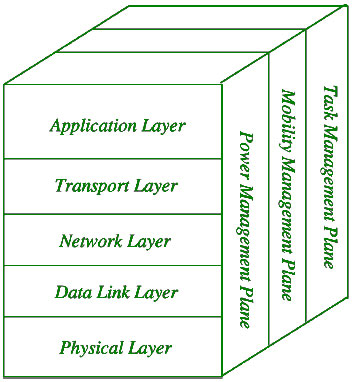 Application Layer
Transport Layer
Network Layer
Data Link Layer
Physical Layer
Power Management Plane
Mobility Management Plane
Task Management Plane